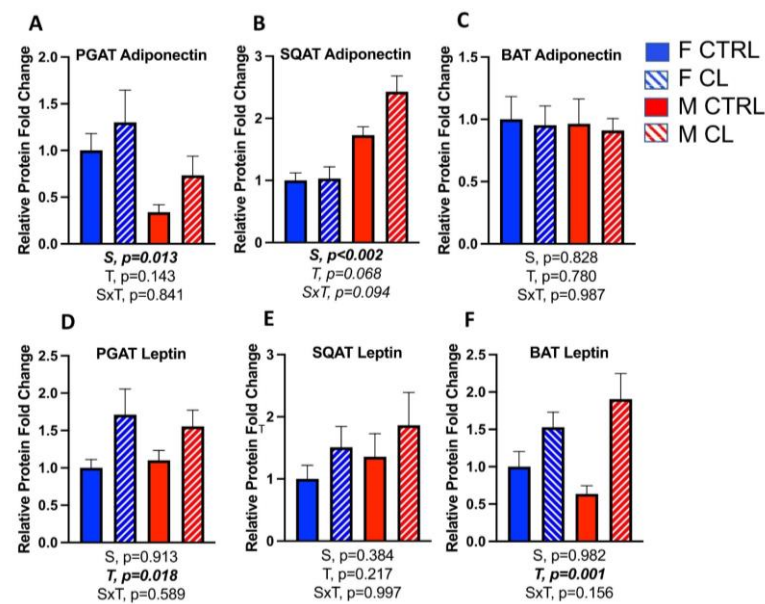 A
PGAT Adiponectin
Relative Protein Fold Change
2.0
1.5
1.0
0.5
0.0
S, p=0.013
T, p=0.143
SxT, p=0.841
B
SQAT Adiponectin
Relative Protein Fold Change
3
2
1
0
S, p<0.002
T, p=0.068
SxT, p=0.094
C
BAT Adiponectin
Relative Protein Fold Change
1.5
1.0
0.5
0.0
S, p=0.828
T, p=0.780
SxT, p=0.987
F CTRL
F CL
M CTRL
M CL
D
PGAT Leptin
Relative Protein Fold Change
2.5
2.0
1.5
1.0
0.5
0.0
S, p=0.913
T, p=0.018
SxT, p=0.589
E
SQAT Leptin
Relative Protein Fold Change
T
3
2
1
0
S, p=0.384
T, p=0.217
SxT, p=0.997
F
BAT Leptin
Relative Protein Fold Change
2.5
2.0
1.5
1.0
0.5
0.0
S, p=0.982
T, p=0.001
SxT, p=0.156